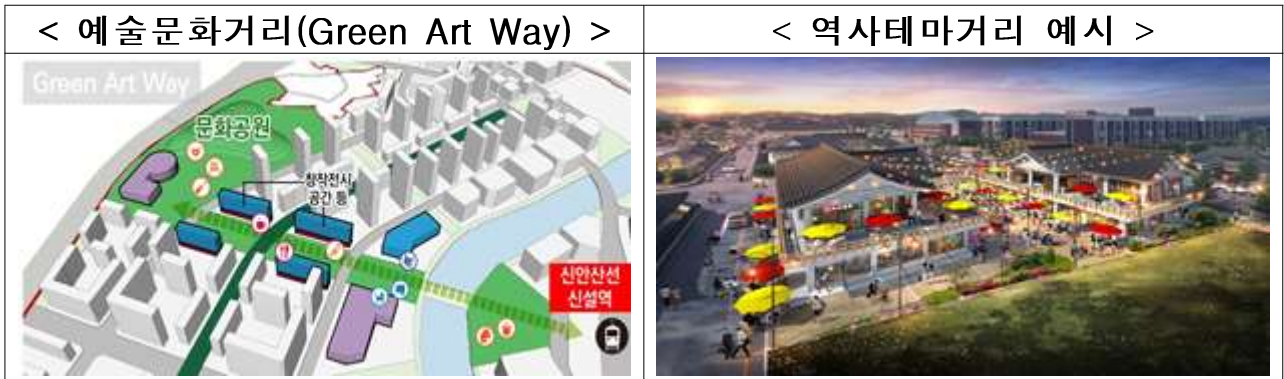 < 예술문화거리(Green Art Way) >
< 역사테마거리 예시 >
Green Art Way
문화공원
창작전시
공간 등
신안산선
신설역